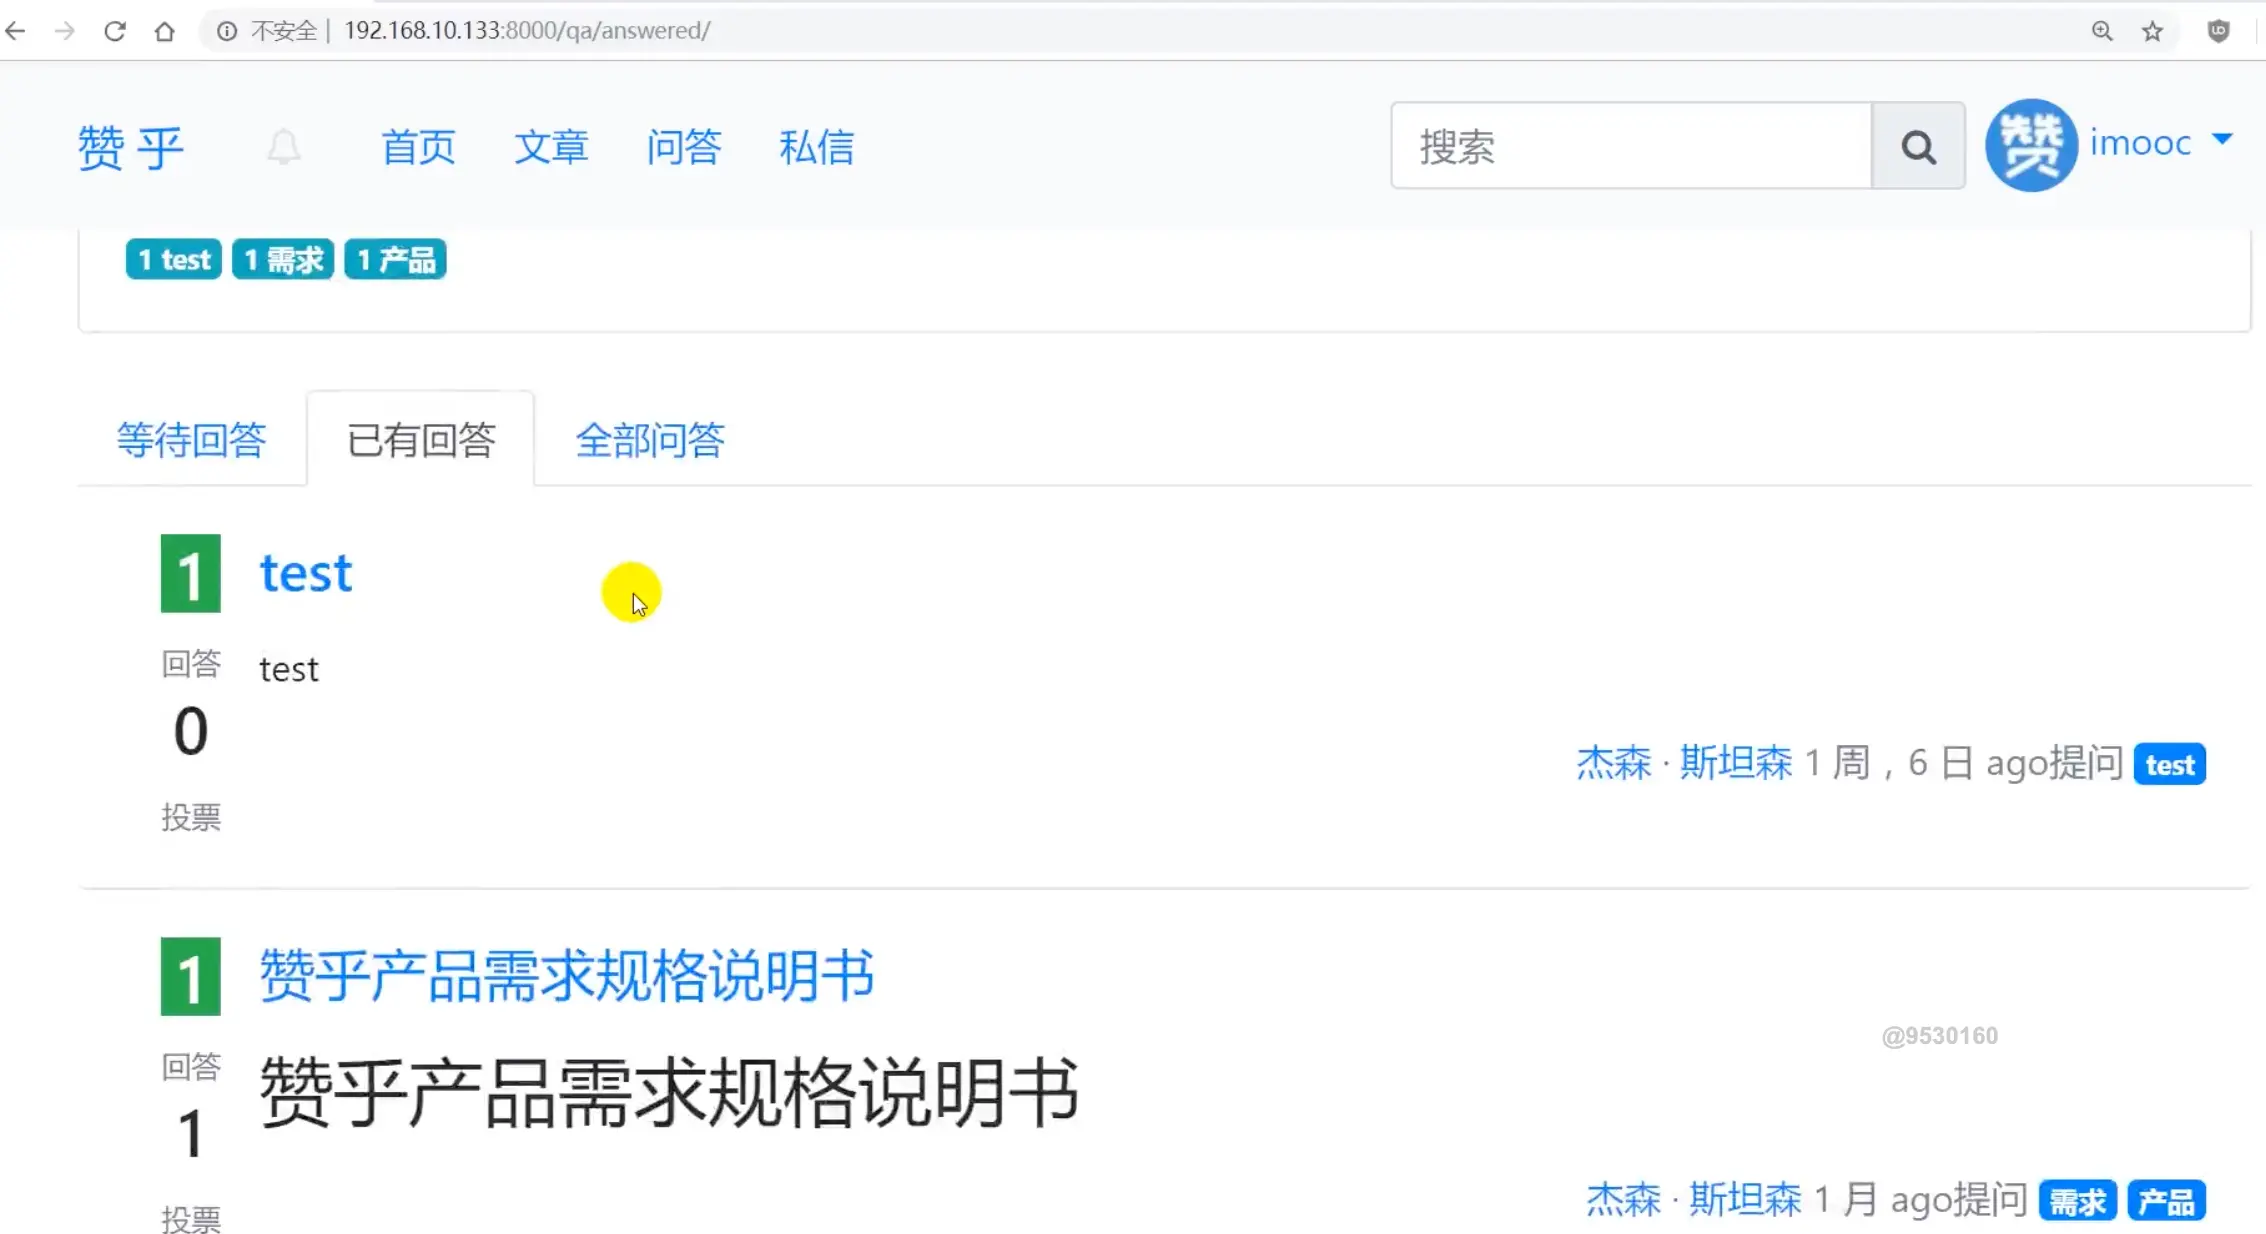 不安全 | 192.168.10.133:8000/qa/answered/
赞乎 首页 文章 问答 私信 搜索 赞 imooc
1 test 1 需求 1 产品
等待回答 已有回答 全部问答
1 test
回答 test
0
杰森 · 斯坦森 1 周，6 日 ago提问 test
投票
1 赞乎产品需求规格说明书
回答 赞乎产品需求规格说明书
1
@9530160
杰森 · 斯坦森 1 月 ago提问 需求 产品
投票